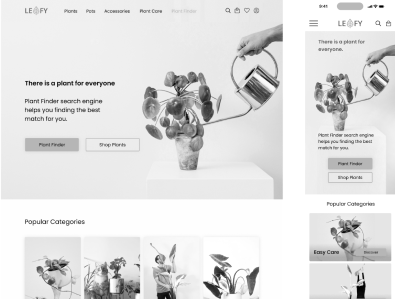 LEAFY
Plants Pots Accessories Plant Care Plant Finder
There is a plant for everyone
Plant Finder search engine
helps you finding the best
match for you.
Plant Finder Shop Plants
Popular Categories
9:41
LEAFY
There is a plant for
everyone.
Plant Finder search engine
helps you finding the best
match for you.
Plant Finder
Shop Plants
Popular Categories
Easy Care